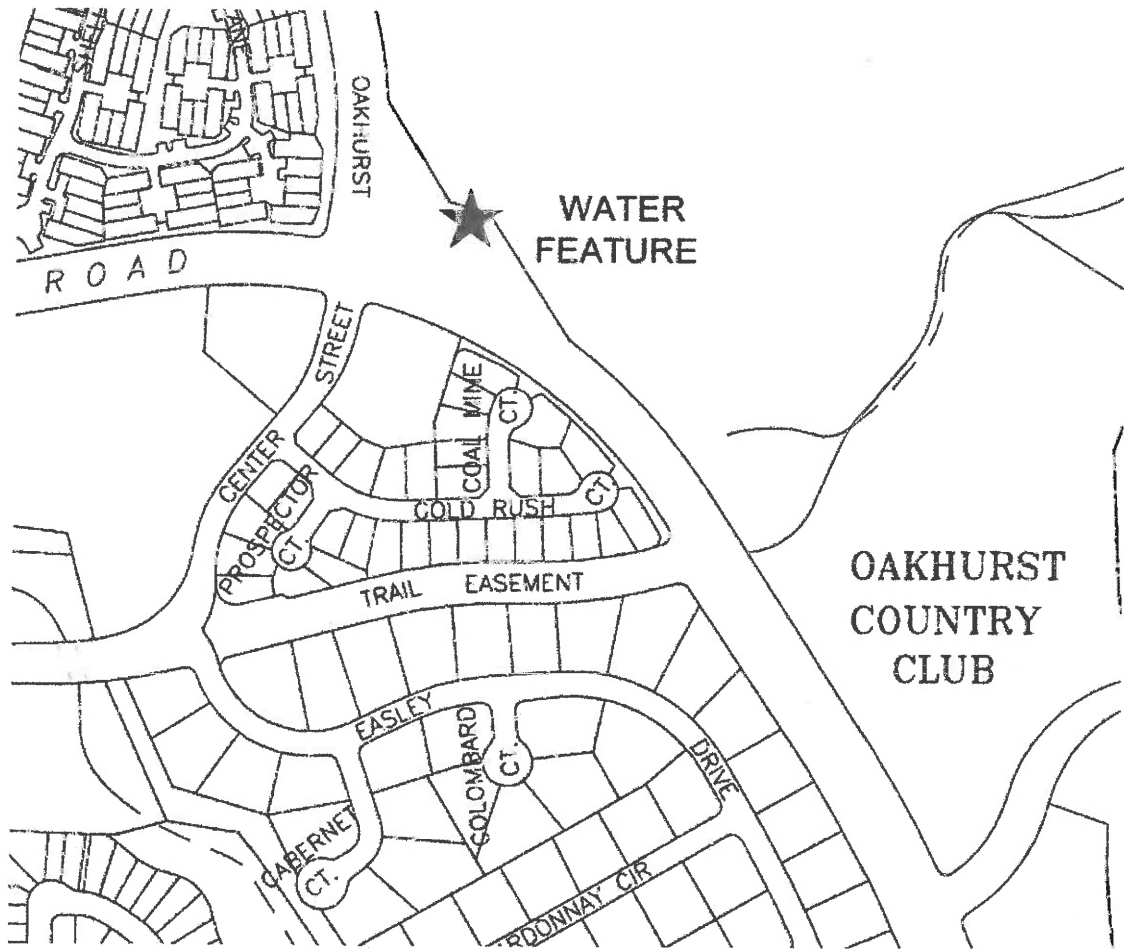 OAKHURST
WATER
FEATURE
ROAD
STREET
COAL MINE
CT.
CENTER
PROSPECTOR
CT.
GOLD RUSH
CT.
TRAIL EASEMENT
OAKHURST
COUNTRY
CLUB
EASLEY
DRIVE
COLOMBARD
CT.
CABERNET
CT.
RDONNAY CIR